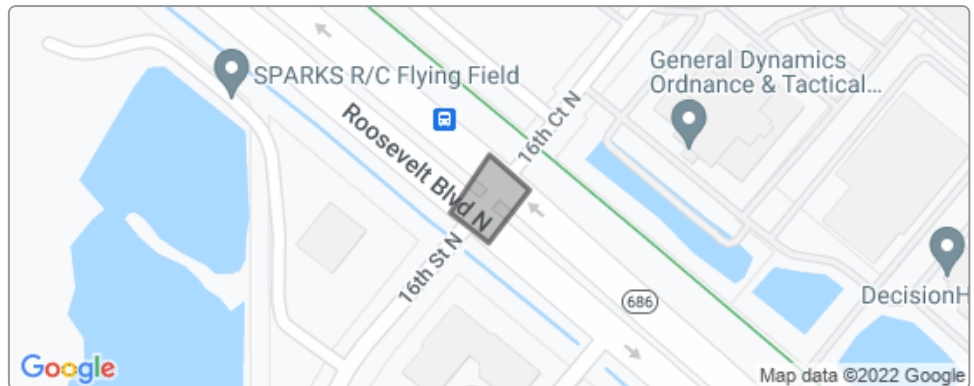 SPARKS R/C Flying Field
General Dynamics
Ordnance & Tactical...
Roosevelt Blvd N
16th Ct N
16th St N
686
DecisionH
Google
Map data ©2022 Google